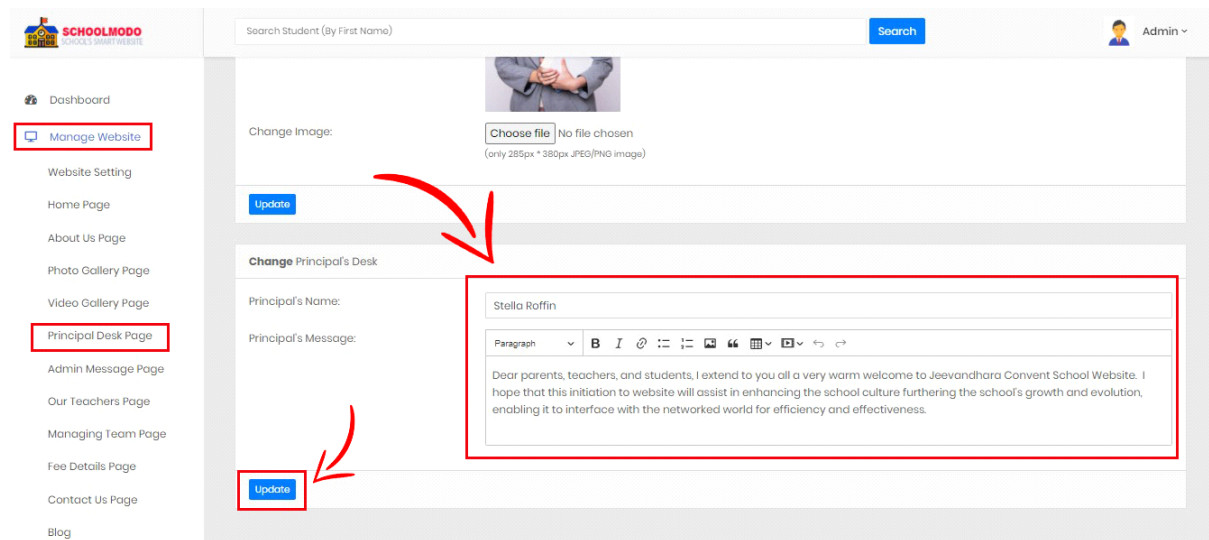 SCHOOLMODO
SCHOOL'S SMART WEBSITE
Search Student (By First Name)
Search
Admin
Dashboard
Manage Website
Website Setting
Home Page
About Us Page
Photo Gallery Page
Video Gallery Page
Principal Desk Page
Admin Message Page
Our Teachers Page
Managing Team Page
Fee Details Page
Contact Us Page
Blog
Change Image:
Choose file No file chosen
(only 285px * 380px JPEG/PNG image)
Update
Change Principal's Desk
Principal's Name:
Stella Roffin
Principal's Message:
Paragraph
Dear parents, teachers, and students, I extend to you all a very warm welcome to Jeevandhara Convent School Website. I
hope that this initiation to website will assist in enhancing the school culture furthering the school's growth and evolution,
enabling it to interface with the networked world for efficiency and effectiveness.
Update